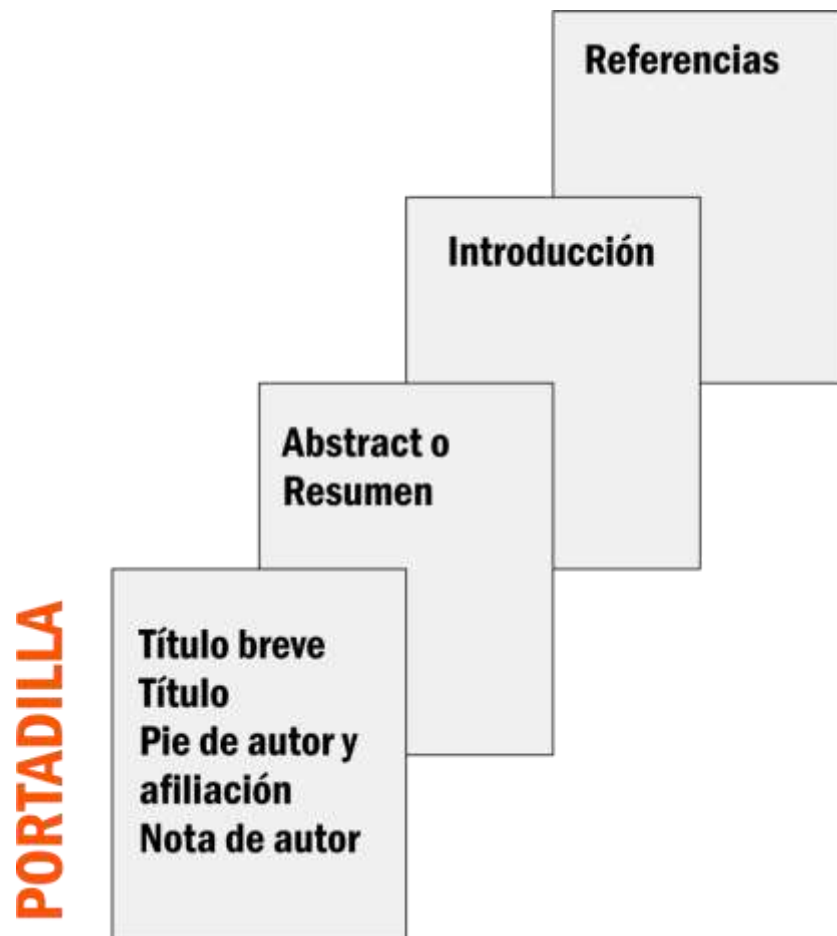 Referencias
Introducción
Abstract o
Resumen
Título breve
Título
Pie de autor y
afiliación
Nota de autor
PORTADILLA